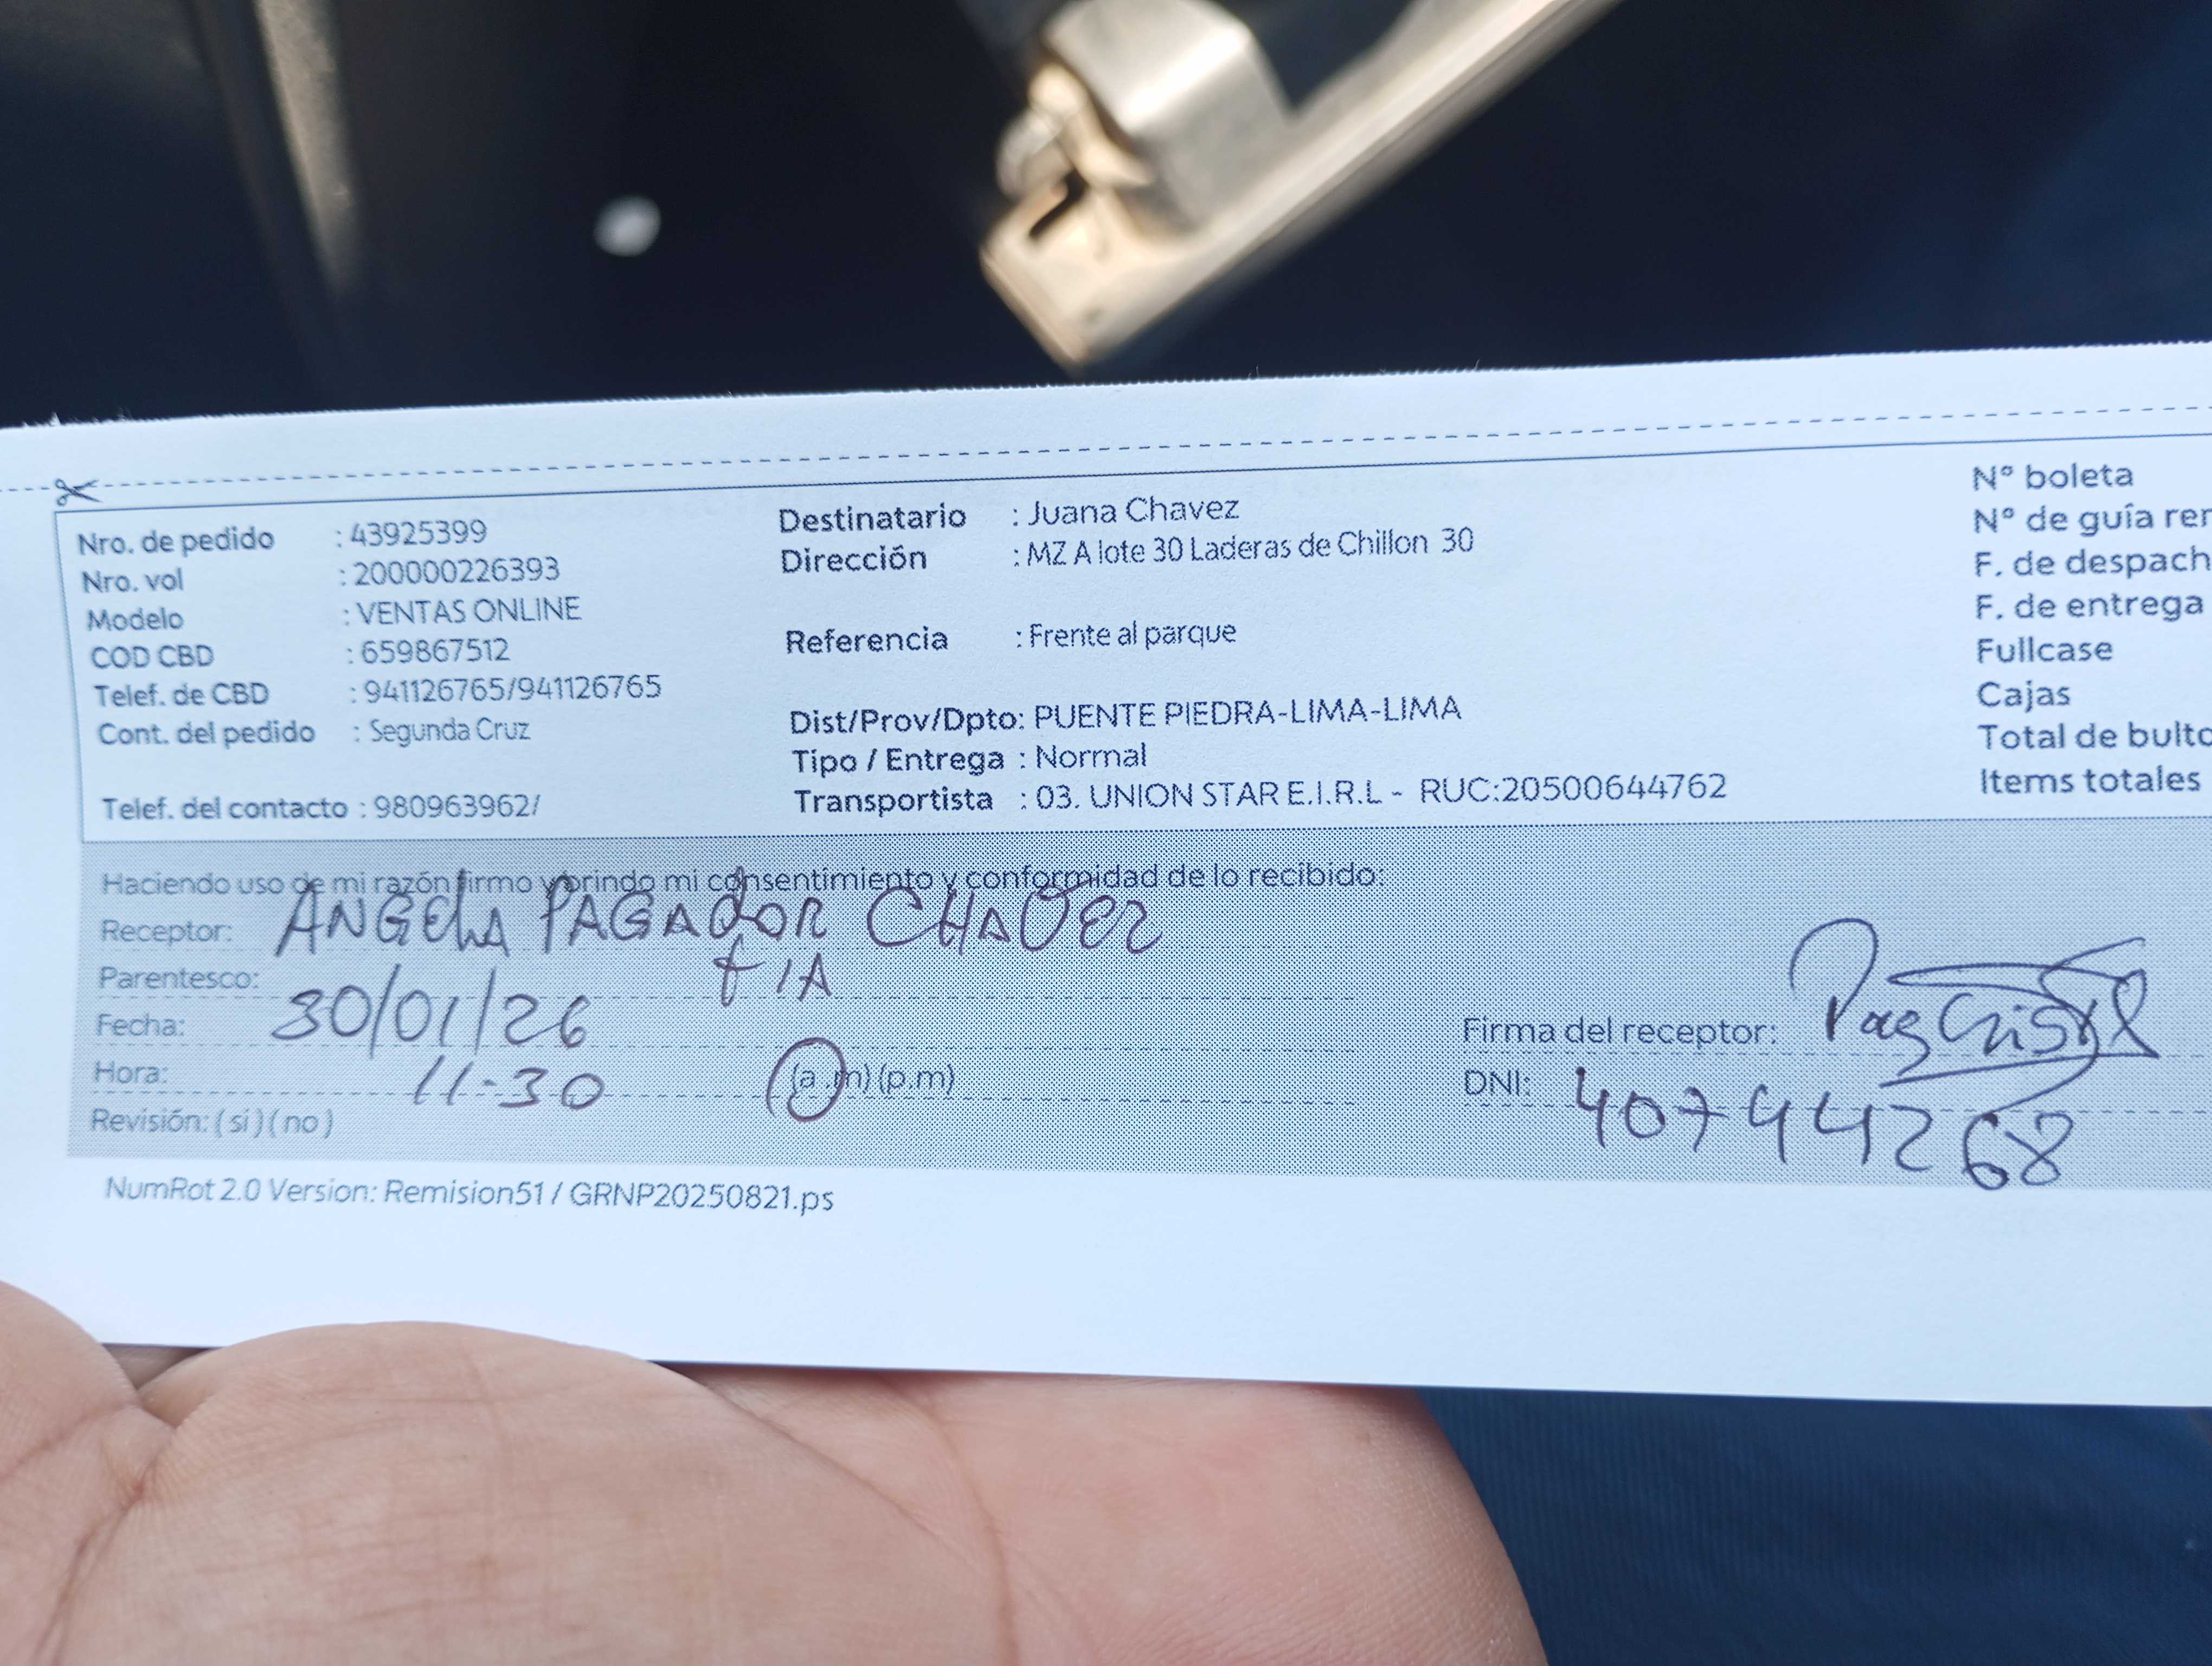 Nro. de pedido : 43925399
Nro. vol : 200000226393
Modelo : VENTAS ONLINE
COD CBD : 659867512
Telef. de CBD : 941126765/941126765
Cont. del pedido : Segunda Cruz
Telef. del contacto : 980963962/
Destinatario : Juana Chavez
Dirección : MZ A lote 30 Laderas de Chillon 30
Referencia : Frente al parque
Dist/Prov/Dpto: PUENTE PIEDRA-LIMA-LIMA
Tipo / Entrega : Normal
Transportista : 03. UNION STAR E.I.R.L - RUC:20500644762
N° boleta
N° de guía rer
F. de despach
F. de entrega
Fullcase
Cajas
Total de bulto
Items totales
Haciendo uso de mi razón firmo y brindo mi consentimiento y conformidad de lo recibido:
Receptor: ANGELA PAGADOR CHAVEZ
Parentesco: tIA
Fecha: 30/01/26
Hora: 11-30 (a.m) (p.m)
Revisión: ( si ) ( no )
Firma del receptor:
DNI: 40744268
NumRot 2.0 Version: Remision51 / GRNP20250821.ps